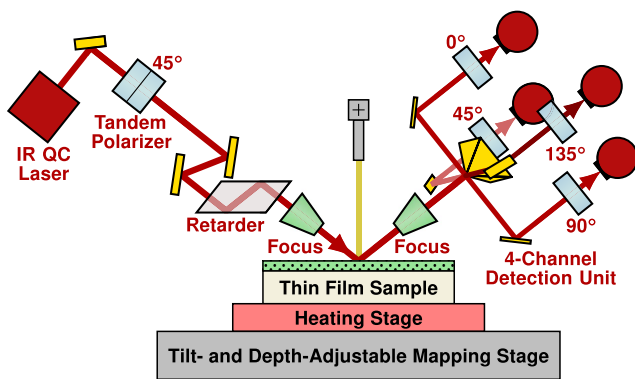 0°
45°
45°
Tandem
Polarizer
135°
IR QC
Laser
90°
Retarder
Focus
Focus
4-Channel
Detection Unit
Thin Film Sample
Heating Stage
Tilt- and Depth-Adjustable Mapping Stage